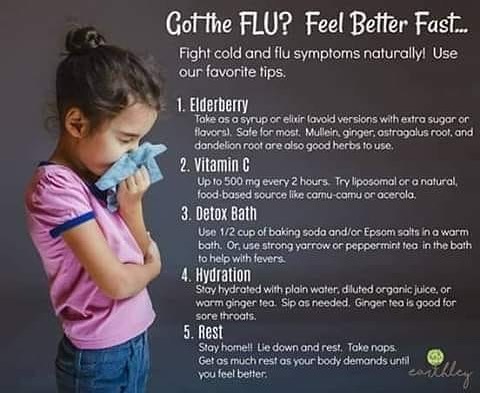 Got the FLU? Feel Better Fast...
Fight cold and flu symptoms naturally! Use
our favorite tips.
1. Elderberry
Take as a syrup or elixir (avoid versions with extra sugar or
flavors). Safe for most. Mullein, ginger, astragalus root, and
dandelion root are also good herbs to use.
2. Vitamin C
Up to 500 mg every 2 hours. Try liposomal or a natural,
food-based source like camu-camu or acerola.
3. Detox Bath
Use 1/2 cup of baking soda and/or Epsom salts in a warm
bath. Or, use strong yarrow or peppermint tea in the bath
to help with fevers.
4. Hydration
Stay hydrated with plain water, diluted organic juice, or
warm ginger tea. Sip as needed. Ginger tea is good for
sore throats.
5. Rest
Stay home!! Lie down and rest. Take naps.
Get as much rest as your body demands until
you feel better.
earthley